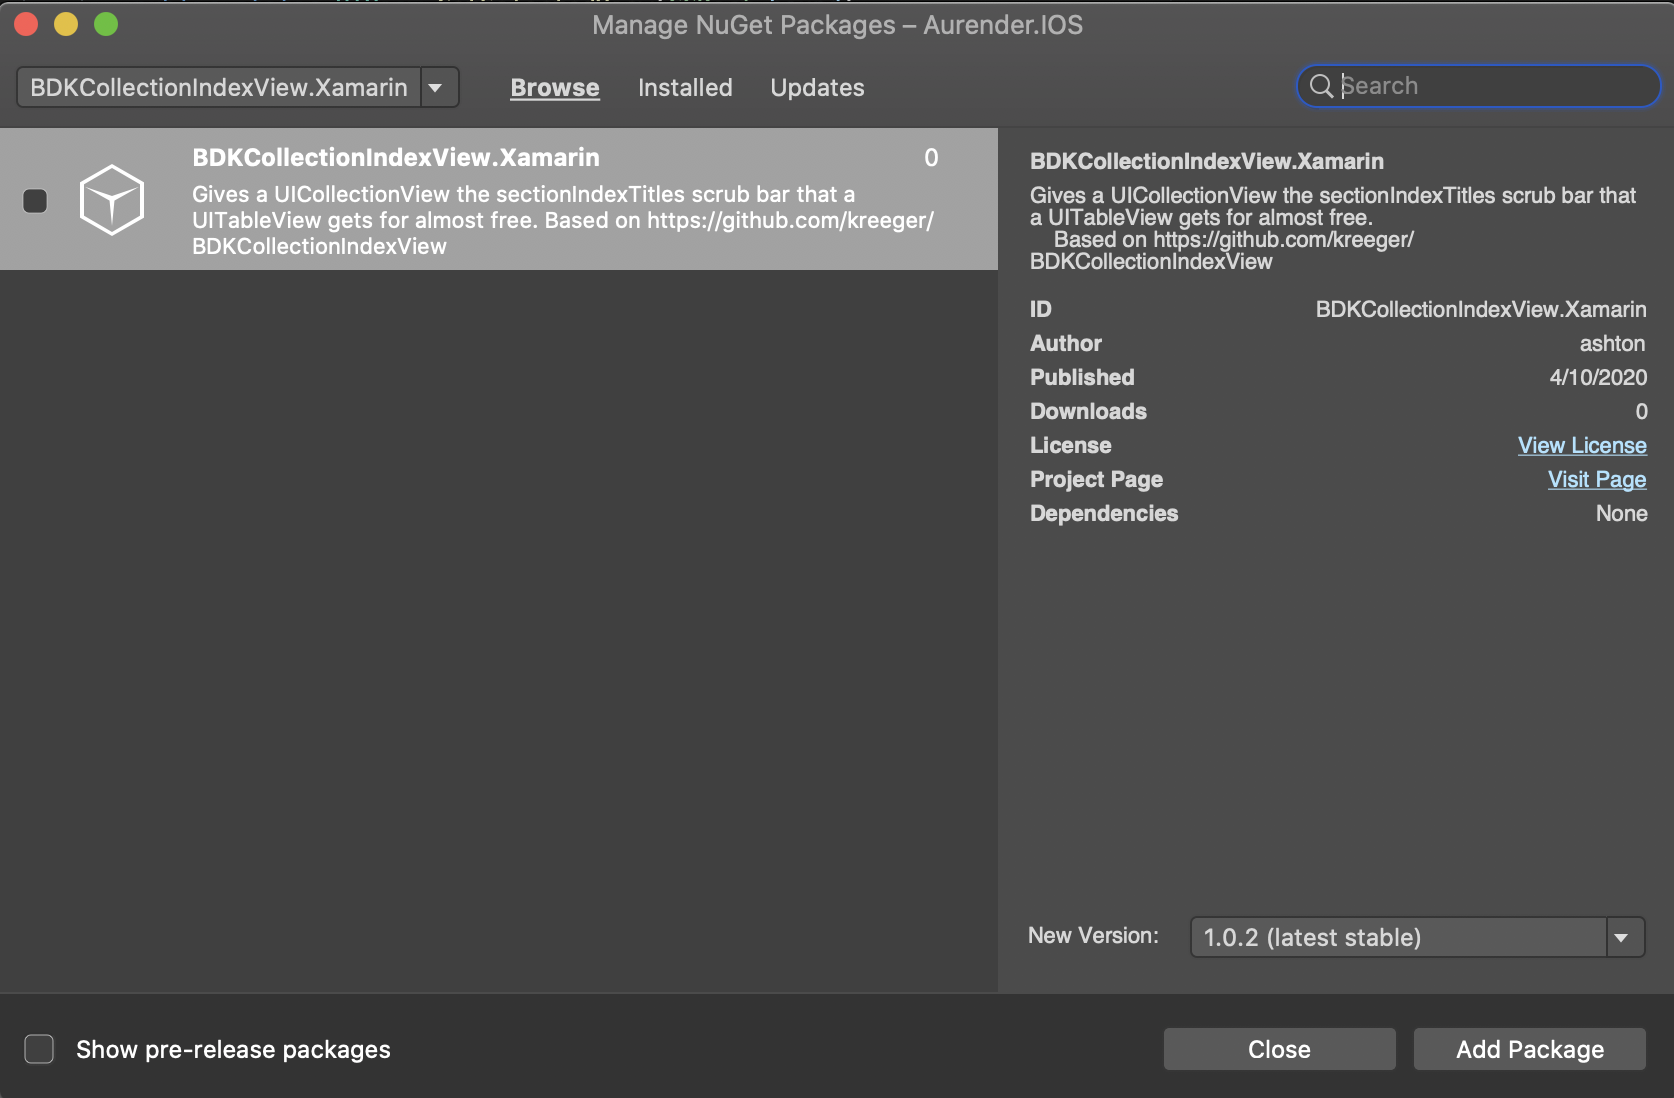 Manage NuGet Packages – Aurender.IOS
BDKCollectionIndexView.Xamarin
Browse
Installed
Updates
Search
BDKCollectionIndexView.Xamarin
0
Gives a UICollectionView the sectionIndexTitles scrub bar that a
UITableView gets for almost free. Based on https://github.com/kreeger/
BDKCollectionIndexView
BDKCollectionIndexView.Xamarin
Gives a UICollectionView the sectionIndexTitles scrub bar that
a UITableView gets for almost free.
Based on https://github.com/kreeger/
BDKCollectionIndexView
ID BDKCollectionIndexView.Xamarin
Author ashton
Published 4/10/2020
Downloads 0
License View License
Project Page Visit Page
Dependencies None
New Version: 1.0.2 (latest stable)
Show pre-release packages
Close
Add Package